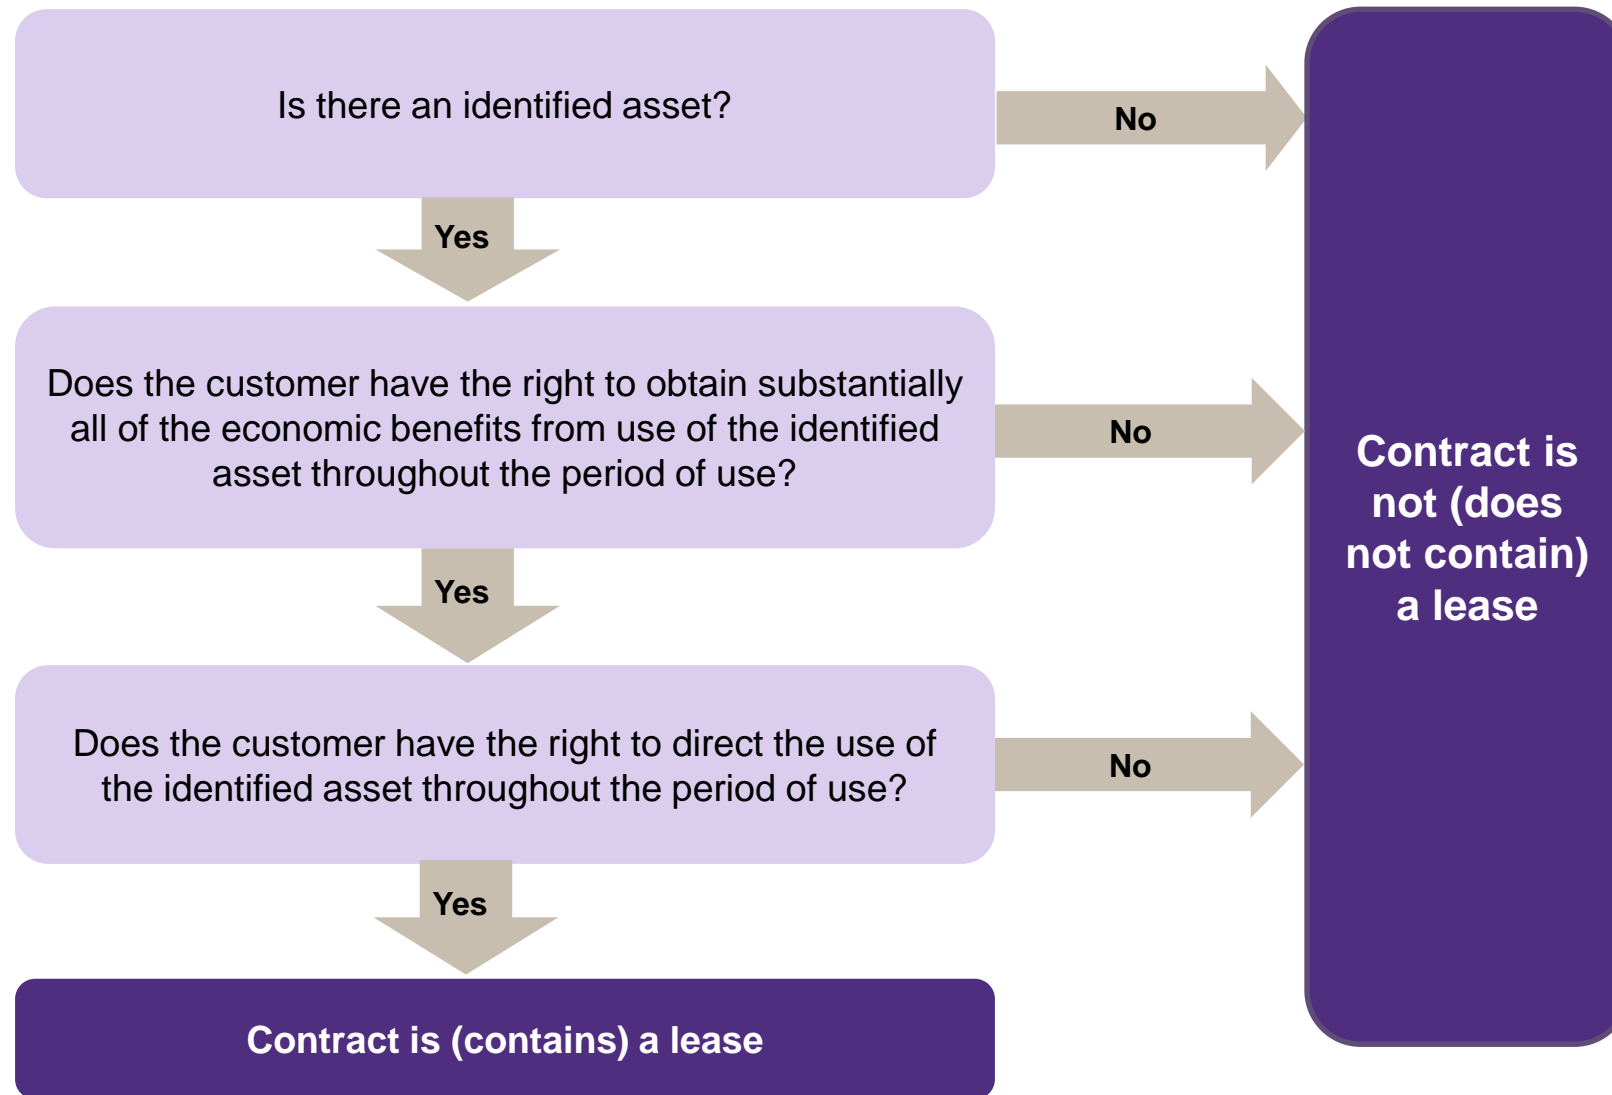 Is there an identified asset?
No
Yes
Does the customer have the right to obtain substantially
all of the economic benefits from use of the identified
asset throughout the period of use?
No
Yes
Does the customer have the right to direct the use of
the identified asset throughout the period of use?
No
Yes
Contract is (contains) a lease
Contract is
not (does
not contain)
a lease